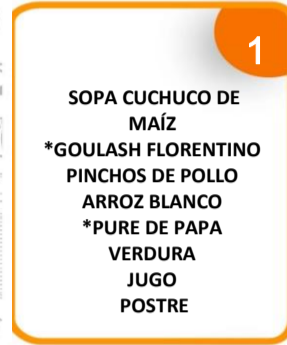 1
SOPA CUCHUCO DE
MAÍZ
*GOULASH FLORENTINO
PINCHOS DE POLLO
ARROZ BLANCO
*PURE DE PAPA
VERDURA
JUGO
POSTRE